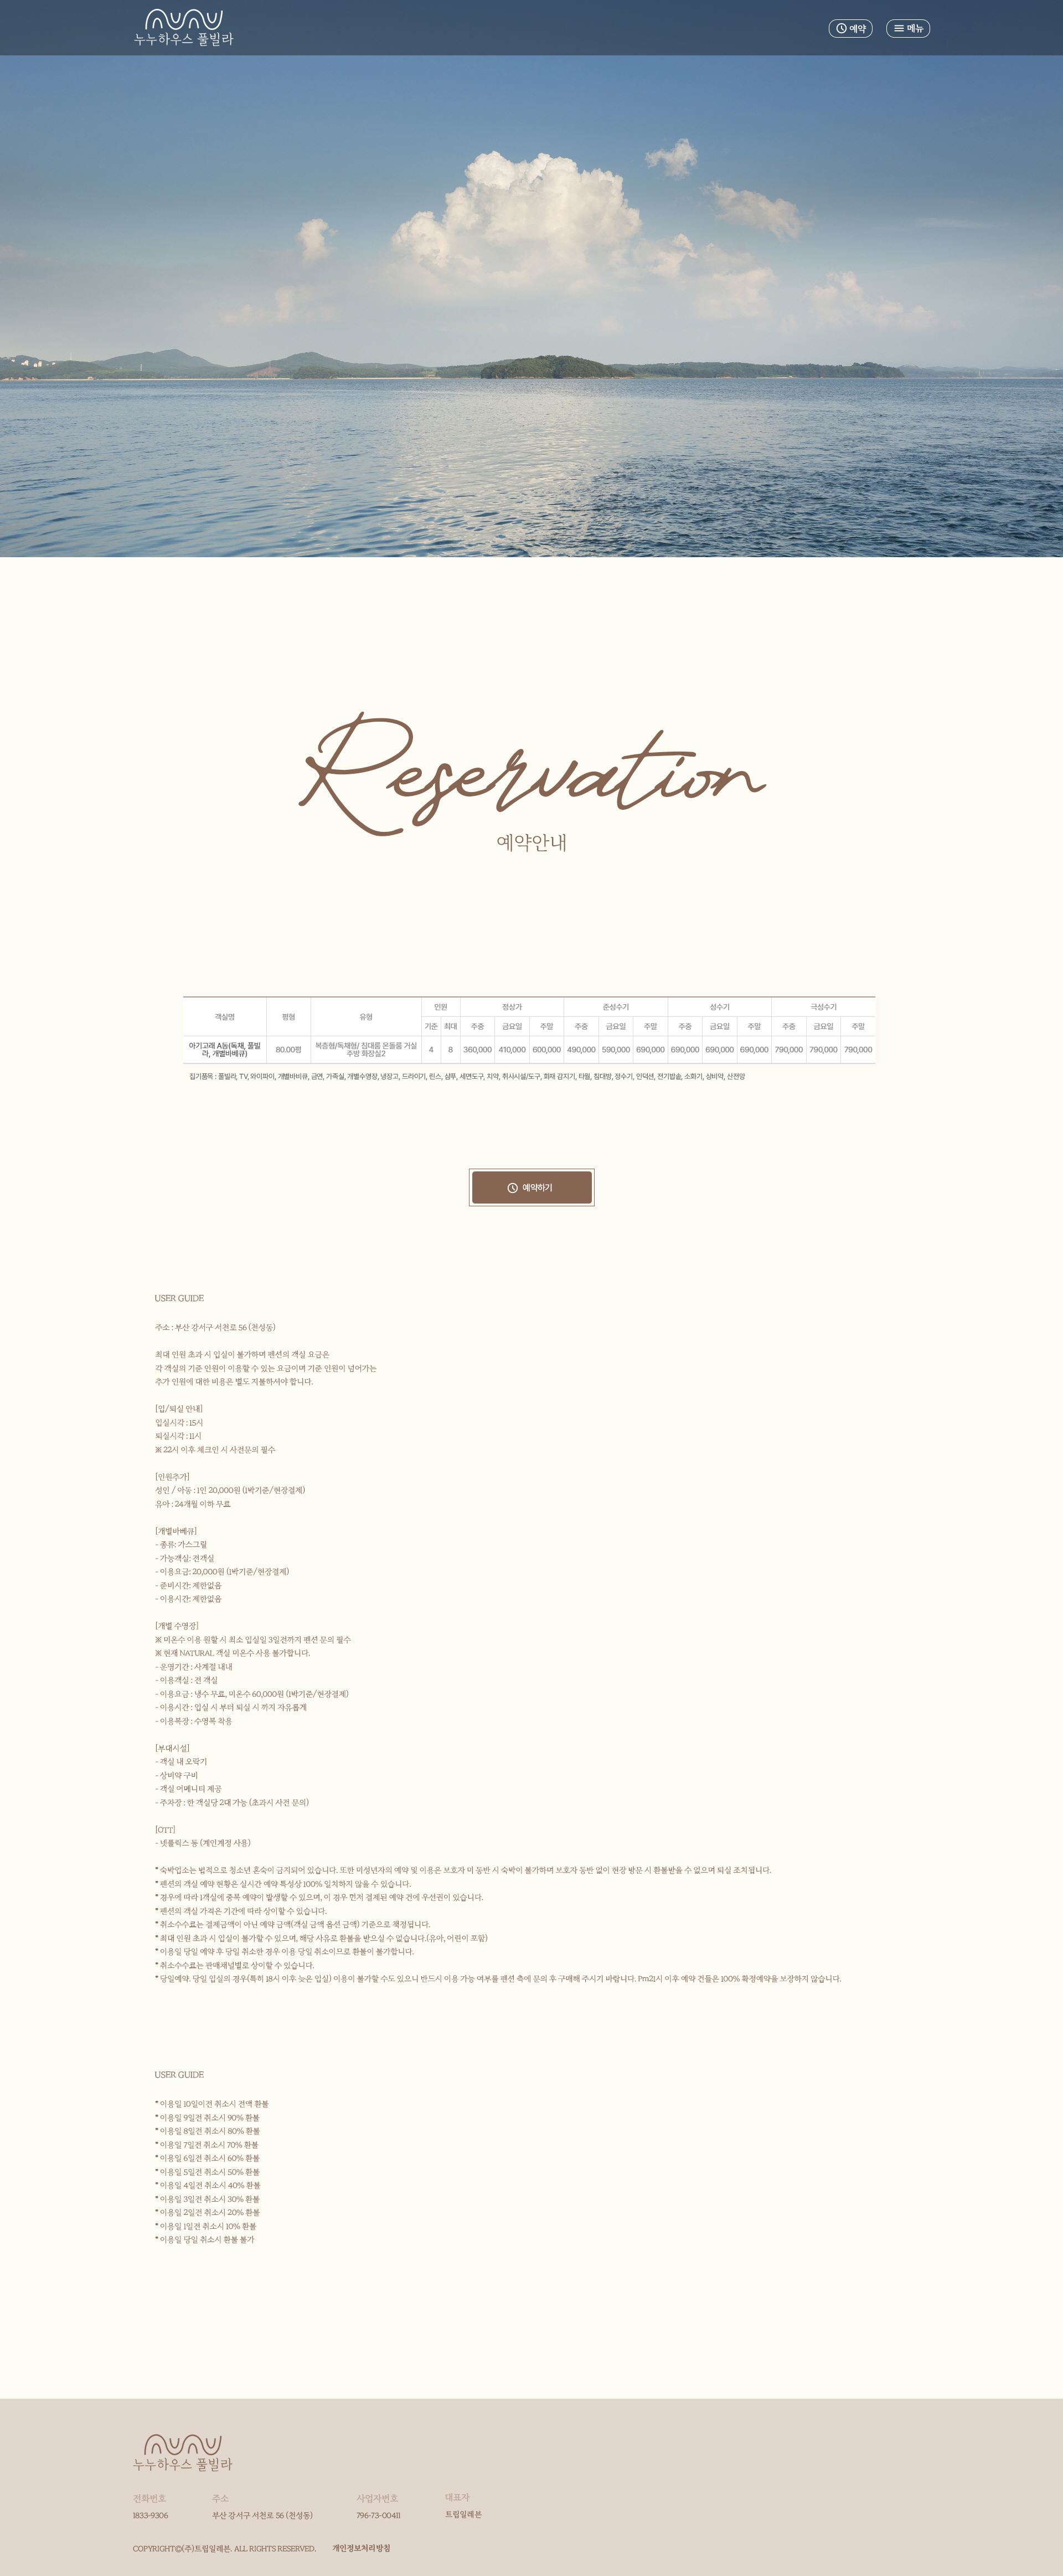 누누하우스 풀빌라
예약
메뉴
Reservation
예약안내
객실명 평형 유형 인원 정상가 준성수기 성수기 극성수기
기준 최대 주중 금요일 주말 주중 금요일 주말 주중 금요일 주말 주중 금요일 주말
아기고래 A동(독채, 풀빌라, 개별바베큐) 80.00평 복층형/독채형/ 침대룸 온돌룸 거실 주방 화장실2 4 8 360,000 410,000 600,000 490,000 590,000 690,000 690,000 690,000 690,000 790,000 790,000 790,000
집기품목 : 풀빌라, TV, 와이파이, 개별바비큐, 금연, 가족실, 개별수영장, 냉장고, 드라이기, 린스, 샴푸, 세면도구, 치약, 취사시설/도구, 화재 감지기, 타월, 침대방, 정수기, 인덕션, 전기밥솥, 소화기, 상비약, 산전망
예약하기
USER GUIDE
주소 : 부산 강서구 서천로 56 (천성동)
최대 인원 초과 시 입실이 불가하며 펜션의 객실 요금은
각 객실의 기준 인원이 이용할 수 있는 요금이며 기준 인원이 넘어가는
추가 인원에 대한 비용은 별도 지불하셔야 합니다.
[입/퇴실 안내]
입실시각 : 15시
퇴실시각 : 11시
※ 22시 이후 체크인 시 사전문의 필수
[인원추가]
성인 / 아동 : 1인 20,000원 (1박기준/현장결제)
유아 : 24개월 이하 무료
[개별바베큐]
- 종류: 가스그릴
- 가능객실: 전객실
- 이용요금: 20,000원 (1박기준/현장결제)
- 준비시간: 제한없음
- 이용시간: 제한없음
[개별 수영장]
※ 미온수 이용 원할 시 최소 입실일 3일전까지 펜션 문의 필수
※ 현재 NATURAL 객실 미온수 사용 불가합니다.
- 운영기간 : 사계절 내내
- 이용객실 : 전 객실
- 이용요금 : 냉수 무료, 미온수 60,000원 (1박기준/현장결제)
- 이용시간 : 입실 시 부터 퇴실 시 까지 자유롭게
- 이용복장 : 수영복 착용
[부대시설]
- 객실 내 오락기
- 상비약 구비
- 객실 어메니티 제공
- 주차장 : 한 객실당 2대 가능 (초과시 사전 문의)
[OTT]
- 넷플릭스 등 (개인계정 사용)
* 숙박업소는 법적으로 청소년 혼숙이 금지되어 있습니다. 또한 미성년자의 예약 및 이용은 보호자 미 동반 시 숙박이 불가하며 보호자 동반 없이 현장 방문 시 환불받을 수 없으며 퇴실 조치됩니다.
* 펜션의 객실 예약 현황은 실시간 예약 특성상 100% 일치하지 않을 수 있습니다.
* 경우에 따라 1객실에 중복 예약이 발생할 수 있으며, 이 경우 먼저 결제된 예약 건에 우선권이 있습니다.
* 펜션의 객실 가격은 기간에 따라 상이할 수 있습니다.
* 취소수수료는 결제금액이 아닌 예약 금액(객실 금액 옵션 금액) 기준으로 책정됩니다.
* 최대 인원 초과 시 입실이 불가할 수 있으며, 해당 사유로 환불을 받으실 수 없습니다.(유아, 어린이 포함)
* 이용일 당일 예약 후 당일 취소한 경우 이용 당일 취소이므로 환불이 불가합니다.
* 취소수수료는 판매채널별로 상이할 수 있습니다.
* 당일예약. 당일 입실의 경우(특히 18시 이후 늦은 입실) 이용이 불가할 수도 있으니 반드시 이용 가능 여부를 펜션 측에 문의 후 구매해 주시기 바랍니다. Pm21시 이후 예약 건들은 100% 확정예약을 보장하지 않습니다.
USER GUIDE
* 이용일 10일이전 취소시 전액 환불
* 이용일 9일전 취소시 90% 환불
* 이용일 8일전 취소시 80% 환불
* 이용일 7일전 취소시 70% 환불
* 이용일 6일전 취소시 60% 환불
* 이용일 5일전 취소시 50% 환불
* 이용일 4일전 취소시 40% 환불
* 이용일 3일전 취소시 30% 환불
* 이용일 2일전 취소시 20% 환불
* 이용일 1일전 취소시 10% 환불
* 이용일 당일 취소시 환불 불가
누누하우스 풀빌라
전화번호 주소 사업자번호 대표자
1833-9306 부산 강서구 서천로 56 (천성동) 796-73-00411 트립일레븐
COPYRIGHT©(주)트립일레븐. ALL RIGHTS RESERVED. 개인정보처리방침